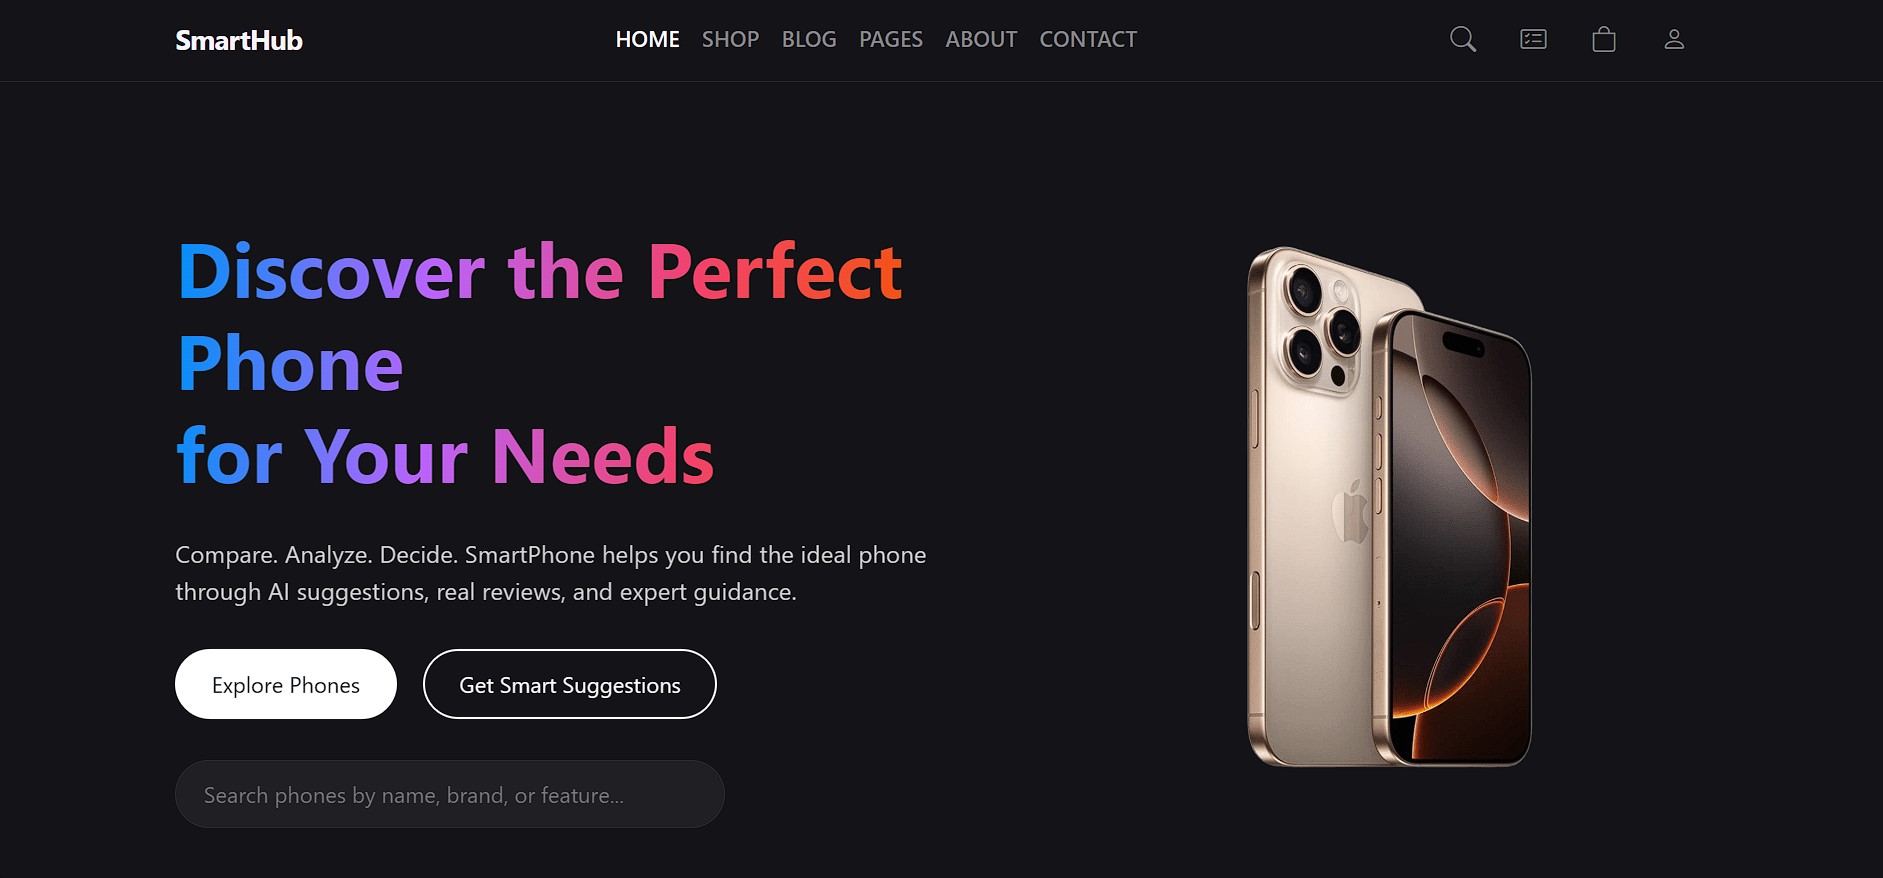 SmartHub
HOME SHOP BLOG PAGES ABOUT CONTACT
Discover the Perfect
Phone
for Your Needs
Compare. Analyze. Decide. SmartPhone helps you find the ideal phone
through AI suggestions, real reviews, and expert guidance.
Explore Phones
Get Smart Suggestions
Search phones by name, brand, or feature...